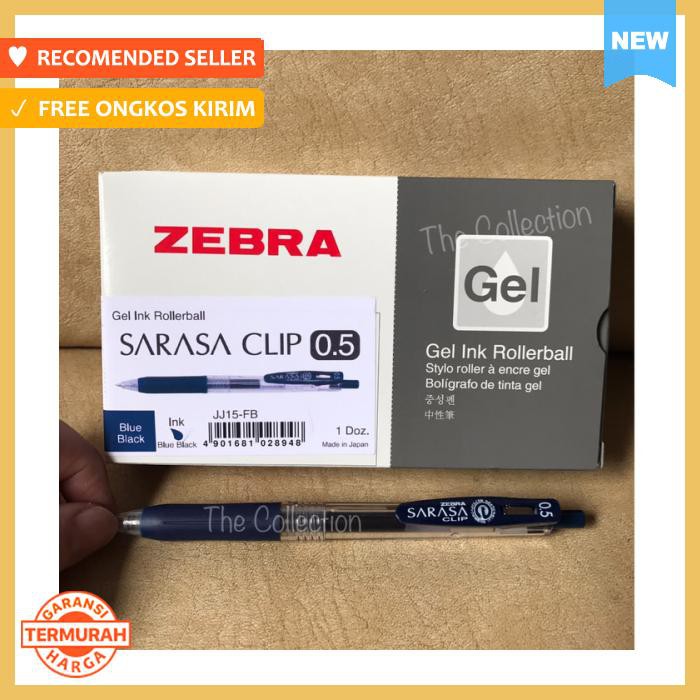 RECOMENDED SELLER
FREE ONGKOS KIRIM
NEW
ZEBRA
The Collection
Gel
Gel Ink Rollerball
SARASA CLIP 0.5
SARASA
Gel Ink Rollerball
Stylo roller à encre gel
Bolígrafo de tinta gel
중성펜
中性筆
Blue
Black
Ink
Blue Black
JJ15-FB
4 901681 028948
1 Doz.
Made in Japan
The Collection
ZEBRA
SARASA
CLIP
0.5
GARANSI
TERMURAH
HARGA